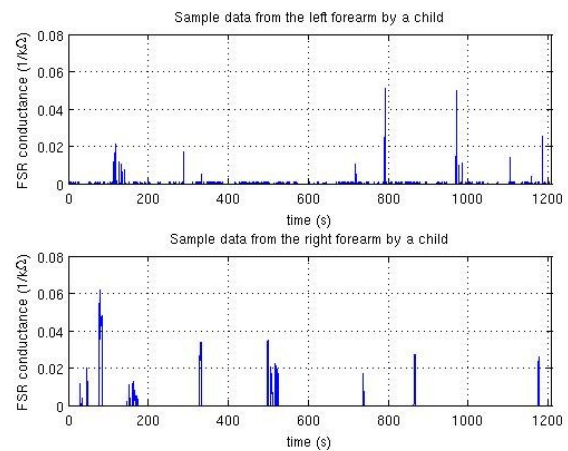 Sample data from the left forearm by a child
FSR conductance (1/kΩ)
0.08
0.06
0.04
0.02
0
0 200 400 600 800 1000 1200
time (s)
Sample data from the right forearm by a child
FSR conductance (1/kΩ)
0.08
0.06
0.04
0.02
0
0 200 400 600 800 1000 1200
time (s)